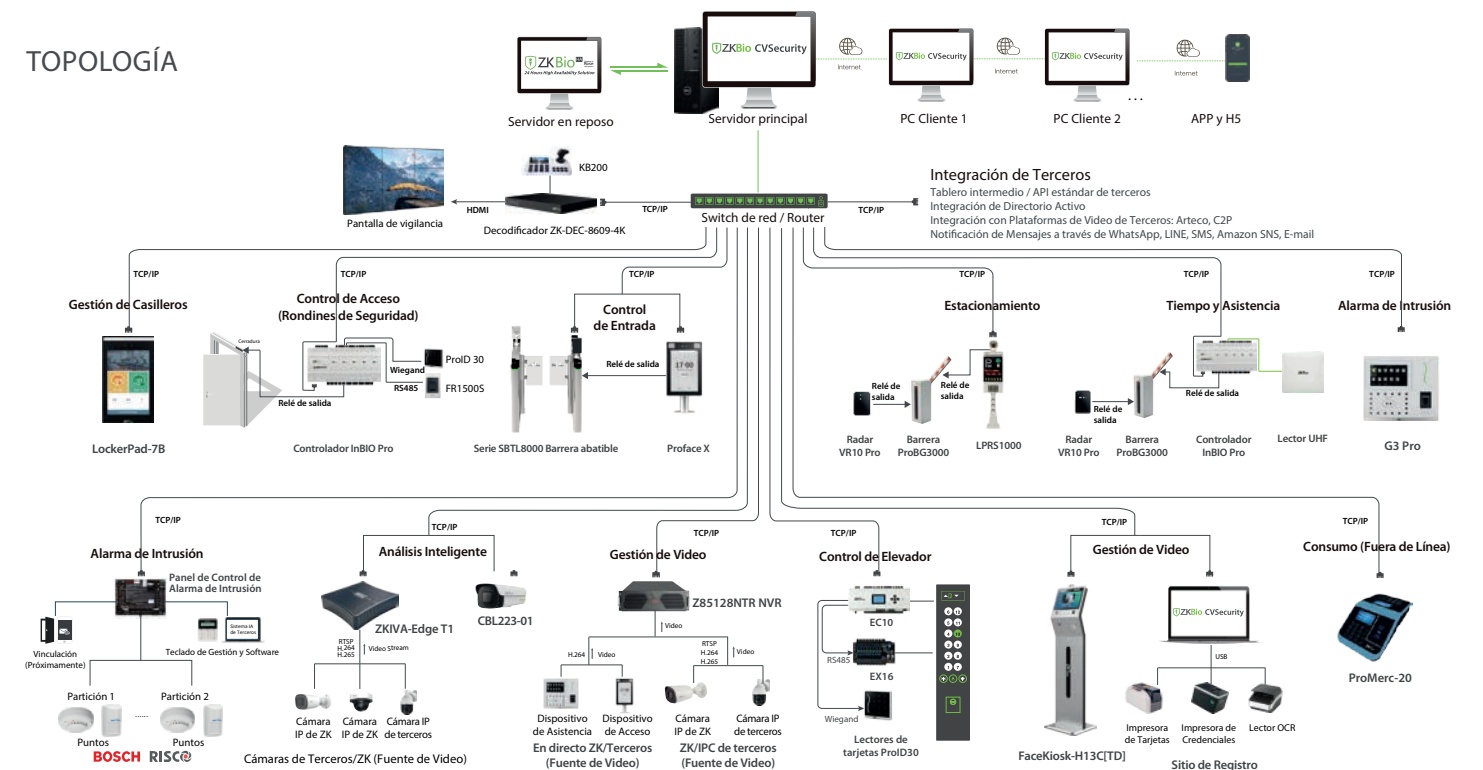 TOPOLOGÍA
ZKBio
24 Hours High Availability Solution
ZKBio CVSecurity
Internet
ZKBio CVSecurity
Internet
ZKBio CVSecurity
...
Internet
Servidor en reposo
Servidor principal
PC Cliente 1
PC Cliente 2
APP y H5
KB200
Pantalla de vigilancia
HDMI
Decodificador ZK-DEC-8609-4K
TCP/IP
Switch de red / Router
TCP/IP
Integración de Terceros
Tablero intermedio / API estándar de terceros
Integración de Directorio Activo
Integración con Plataformas de Video de Terceros: Arteco, C2P
Notificación de Mensajes a través de WhatsApp, LINE, SMS, Amazon SNS, E-mail
TCP/IP
Gestión de Casilleros
LockerPad-7B
TCP/IP
Control de Acceso
(Rondines de Seguridad)
Cerradura
Wiegand
ProID 30
RS485
FR1500S
Relé de salida
Controlador InBIO Pro
TCP/IP
Control
de Entrada
Relé de salida
17:00
Serie SBTL8000 Barrera abatible
Proface X
TCP/IP
Estacionamiento
Relé de
salida
Relé de
salida
Radar
VR10 Pro
Barrera
ProBG3000
LPRS1000
TCP/IP
Tiempo y Asistencia
Relé de
salida
Relé de salida
Radar
VR10 Pro
Barrera
ProBG3000
Controlador
InBIO Pro
Lector UHF
TCP/IP
Alarma de Intrusión
G3 Pro
TCP/IP
Alarma de Intrusión
Panel de Control de
Alarma de Intrusión
Vinculación
(Próximamente)
Sistema IA
de Terceros
Teclado de Gestión y Software
Partición 1
Partición 2
......
Puntos
Puntos
BOSCH
RISCO
TCP/IP
Análisis Inteligente
ZKIVA-Edge T1
CBL223-01
RTSP
H.264
H.265
Video Stream
Cámara
IP de ZK
Cámara
IP de ZK
Cámara IP
de terceros
Cámaras de Terceros/ZK (Fuente de Video)
TCP/IP
Gestión de Video
Z85128NTR NVR
Video
H.264
Video
RTSP
H.264
H.265
Video
Dispositivo
de Asistencia
Dispositivo
de Acceso
En directo ZK/Terceros
(Fuente de Video)
Cámara
IP de ZK
Cámara IP
de terceros
ZK/IPC de terceros
(Fuente de Video)
TCP/IP
Control de Elevador
EC10
RS485
EX16
Wiegand
Lectores de
tarjetas ProID30
TCP/IP
Gestión de Video
FaceKiosk-H13C[TD]
ZKBio CVSecurity
USB
Impresora
de Tarjetas
Impresora de
Credenciales
Lector OCR
Sitio de Registro
TCP/IP
Consumo (Fuera de Línea)
ProMerc-20